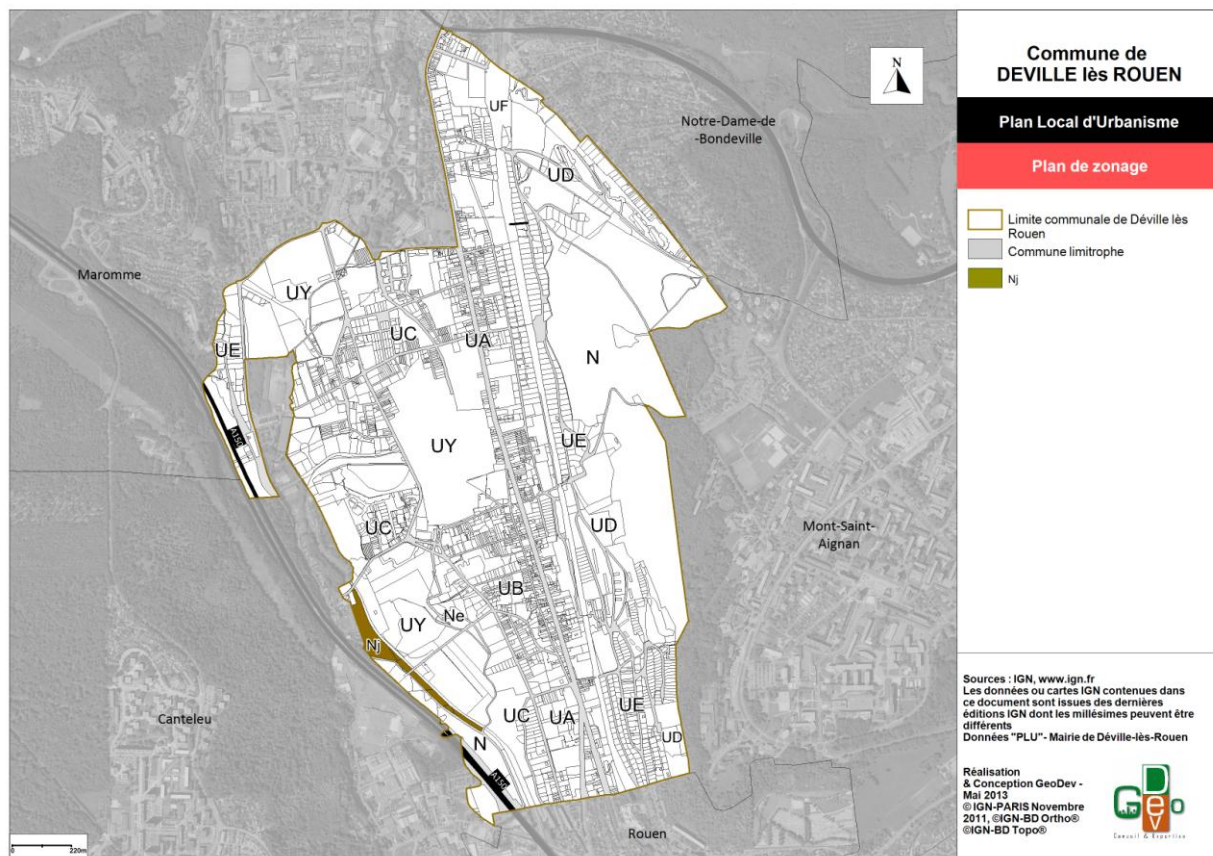 Commune de
DEVILLE lès ROUEN
Plan Local d'Urbanisme
Plan de zonage
Limite communale de Déville lès
Rouen
Commune limitrophe
Nj
N
Notre-Dame-de-
-Bondeville
UF
UD
Maromme
UY
UC
UA
UE
N
A150
UY
UE
UC
UD
Mont-Saint-
Aignan
UB
Ne
UY
Nj
Canteleu
UC
UA
UE
UD
N
A150
Rouen
0
220m
Sources : IGN, www.ign.fr
Les données ou cartes IGN contenues dans
ce document sont issues des dernières
éditions IGN dont les millésimes peuvent être
différents
Données "PLU"- Mairie de Déville-lès-Rouen
Réalisation
& Conception GeoDev -
Mai 2013
© IGN-PARIS Novembre
2011, ©IGN-BD Ortho®
©IGN-BD Topo®
GeoDev
Conseil & Expertise